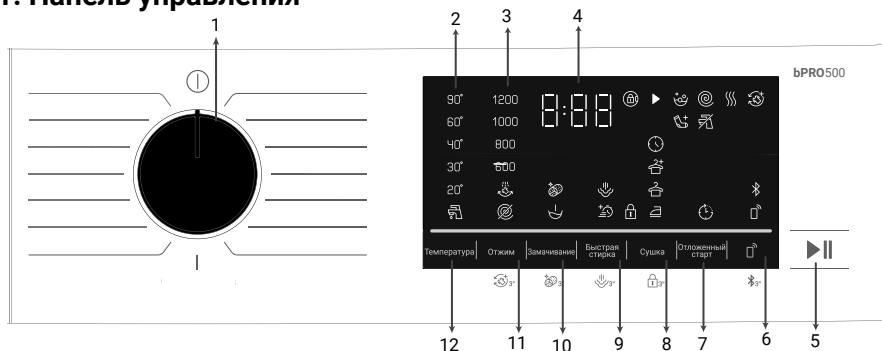 1. Панель управления
1 2 3 4
bPRO500
90° 1200 8:88
60° 1000
40° 800
30° 600
20°
Температура Отжим Замачивание Быстрая стирка Сушка Отложенный старт
3" 3 3" 3" 3"
12 11 10 9 8 7 6 5